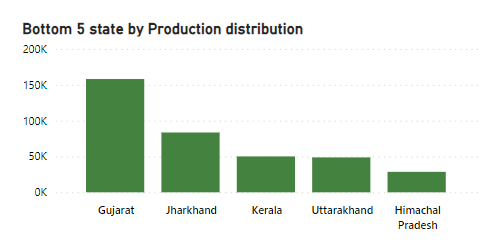 Bottom 5 state by Production distribution
200K
150K
100K
50K
0K
Gujarat Jharkhand Kerala Uttarakhand Himachal
Pradesh